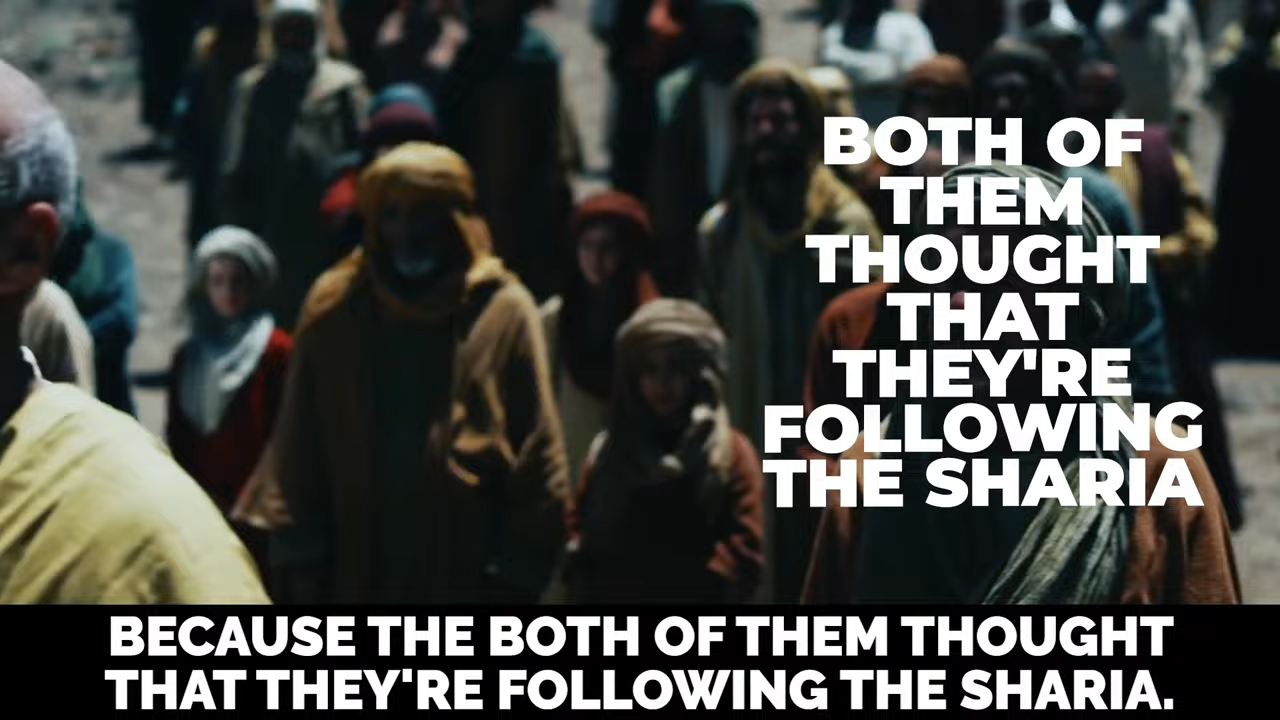 BOTH OF
THEM
THOUGHT
THAT
THEY'RE
FOLLOWING
THE SHARIA
BECAUSE THE BOTH OF THEM THOUGHT
THAT THEY'RE FOLLOWING THE SHARIA.